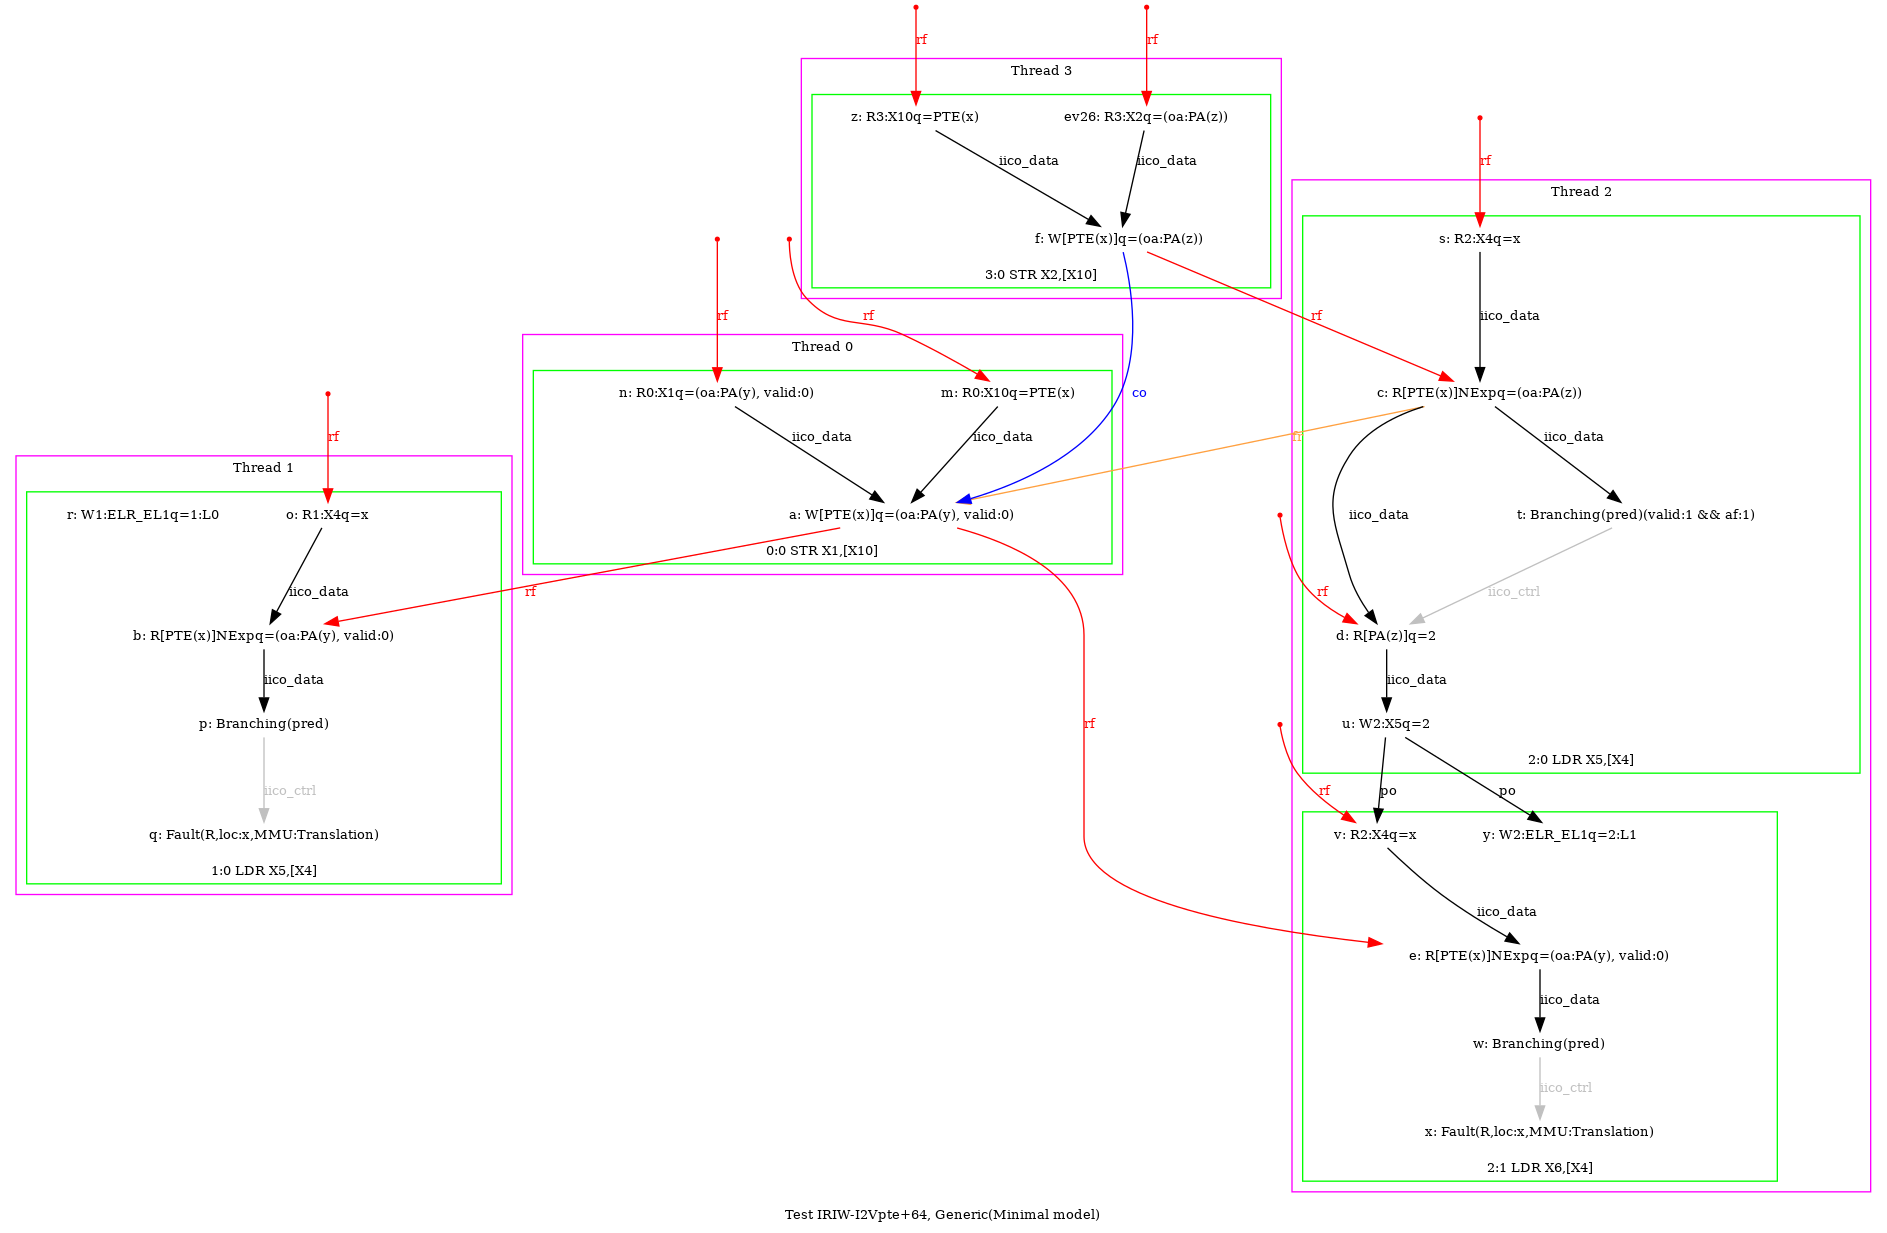 rf
rf
Thread 3
z: R3:X10q=PTE(x)
ev26: R3:X2q=(oa:PA(z))
iico_data
iico_data
f: W[PTE(x)]q=(oa:PA(z))
3:0 STR X2,[X10]
rf
Thread 2
s: R2:X4q=x
iico_data
rf
rf
rf
Thread 0
n: R0:X1q=(oa:PA(y), valid:0)
m: R0:X10q=PTE(x)
co
c: R[PTE(x)]NExpq=(oa:PA(z))
iico_data
iico_data
fr
iico_data
a: W[PTE(x)]q=(oa:PA(y), valid:0)
0:0 STR X1,[X10]
iico_data
t: Branching(pred)(valid:1 && af:1)
rf
Thread 1
r: W1:ELR_EL1q=1:L0
o: R1:X4q=x
iico_data
rf
rf
iico_ctrl
b: R[PTE(x)]NExpq=(oa:PA(y), valid:0)
d: R[PA(z)]q=2
iico_data
iico_data
p: Branching(pred)
rf
u: W2:X5q=2
2:0 LDR X5,[X4]
iico_ctrl
rf
po
po
q: Fault(R,loc:x,MMU:Translation)
1:0 LDR X5,[X4]
v: R2:X4q=x
y: W2:ELR_EL1q=2:L1
iico_data
e: R[PTE(x)]NExpq=(oa:PA(y), valid:0)
iico_data
w: Branching(pred)
iico_ctrl
x: Fault(R,loc:x,MMU:Translation)
2:1 LDR X6,[X4]
Test IRIW-I2Vpte+64, Generic(Minimal model)